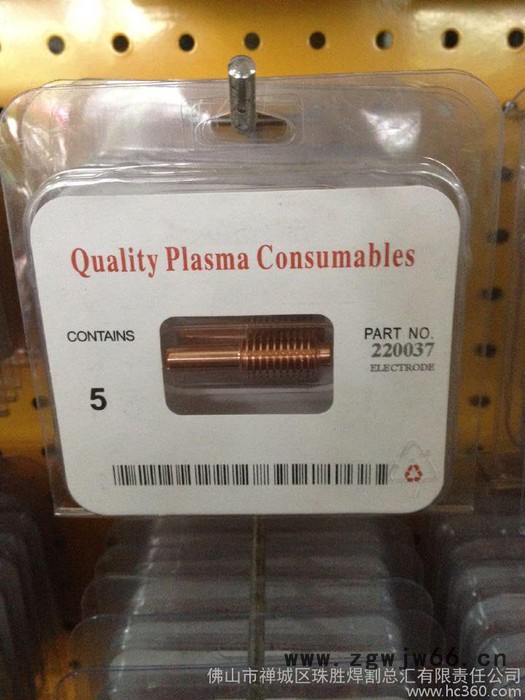 Quality Plasma Consumables
CONTAINS
5
PART NO.
220037
ELECTRODE
www.zgwjw66.cn
佛山市禅城区珠胜焊割总汇有限责任公司
www.hc360.com